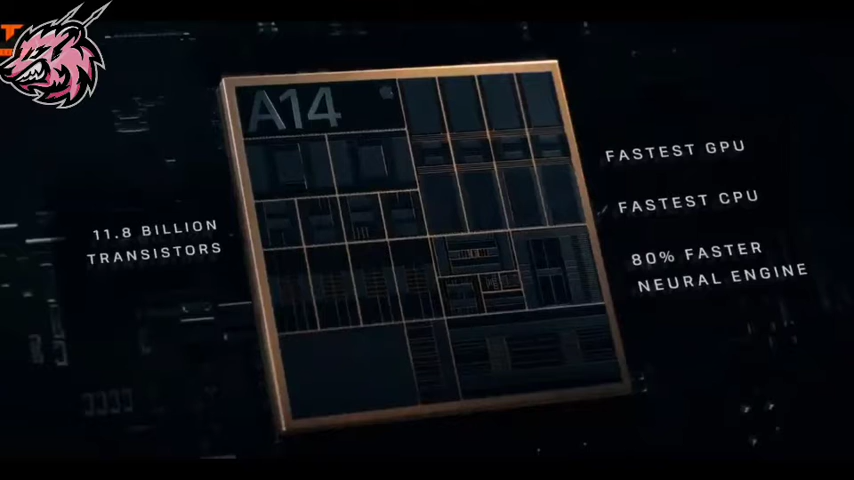 A14
11.8 BILLION
TRANSISTORS
FASTEST GPU
FASTEST CPU
80% FASTER
NEURAL ENGINE